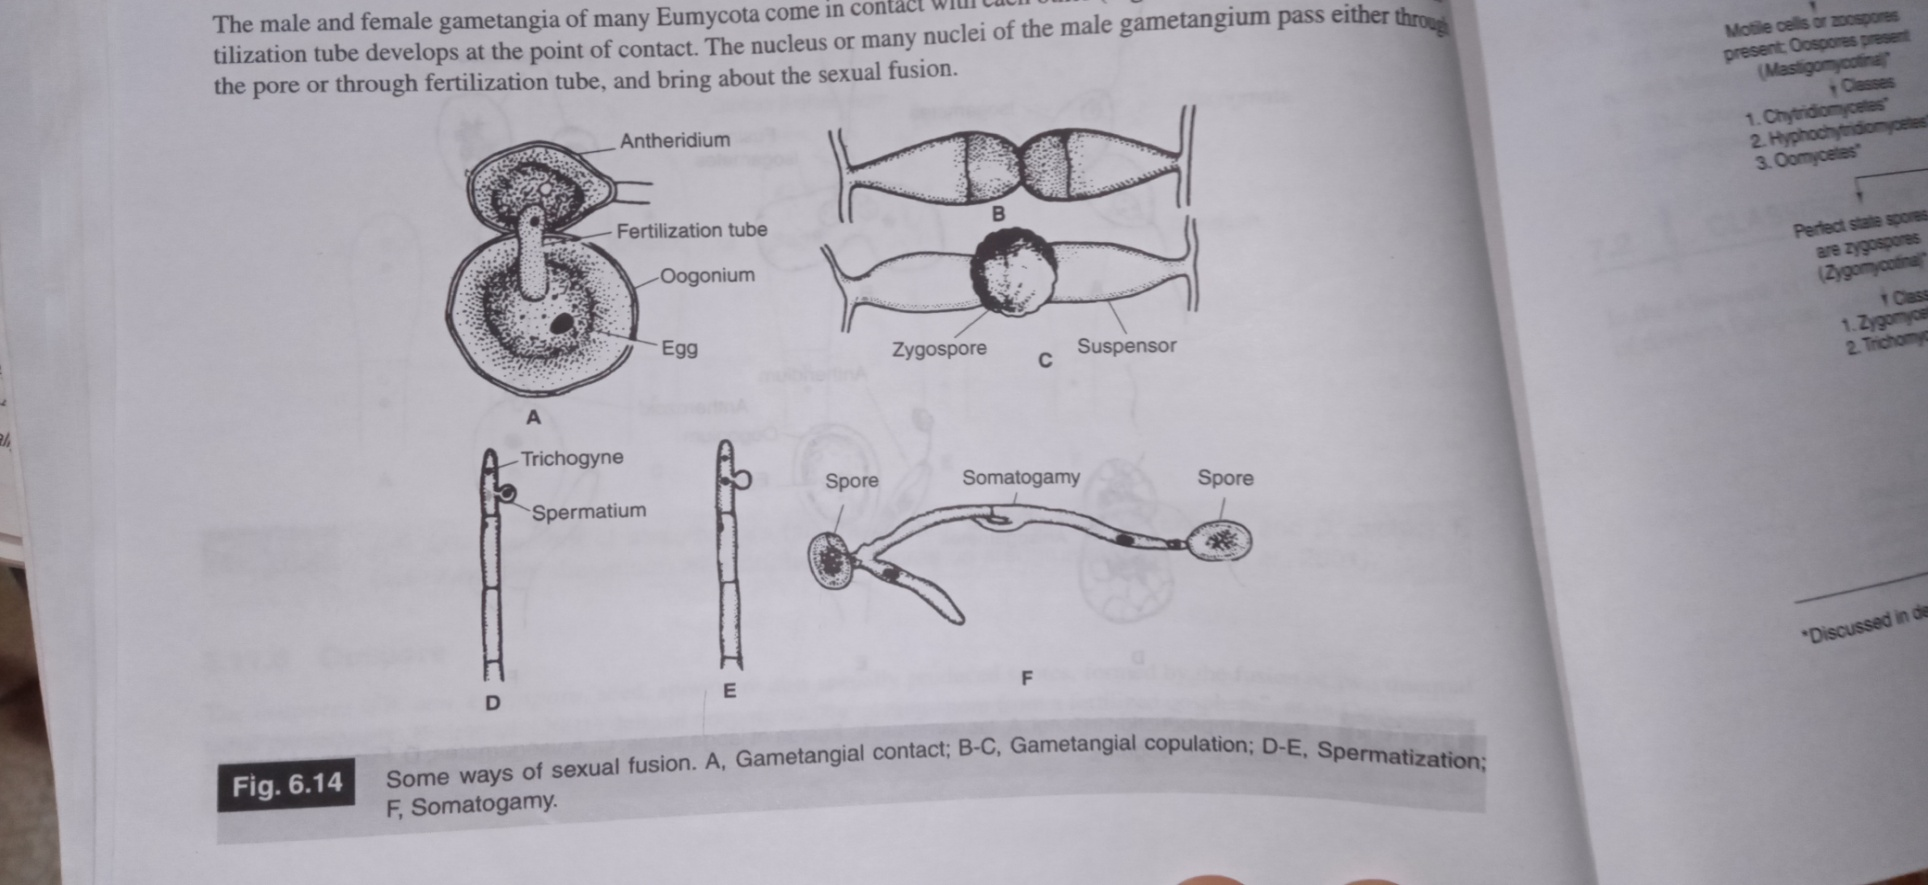 The male and female gametangia of many Eumycota come in contact with
tilization tube develops at the point of contact. The nucleus or many nuclei of the male gametangium pass either through
the pore or through fertilization tube, and bring about the sexual fusion.
Antheridium
Fertilization tube
Oogonium
Egg
A
B
Zygospore
Suspensor
C
Trichogyne
Spermatium
D
E
Spore
Somatogamy
Spore
F
Fig. 6.14
Some ways of sexual fusion. A, Gametangial contact; B-C, Gametangial copulation; D-E, Spermatization;
F, Somatogamy.
Motile cells or zoospores
present; Oospores present
(Mastigomycotina)*
Classes
1. Chytridiomycetes*
2. Hyphochytridiomycetes
3. Oomycetes*
Perfect state spores
are zygospores
(Zygomycotina)*
Class
1. Zygomyce
2. Trichomyc
*Discussed in de